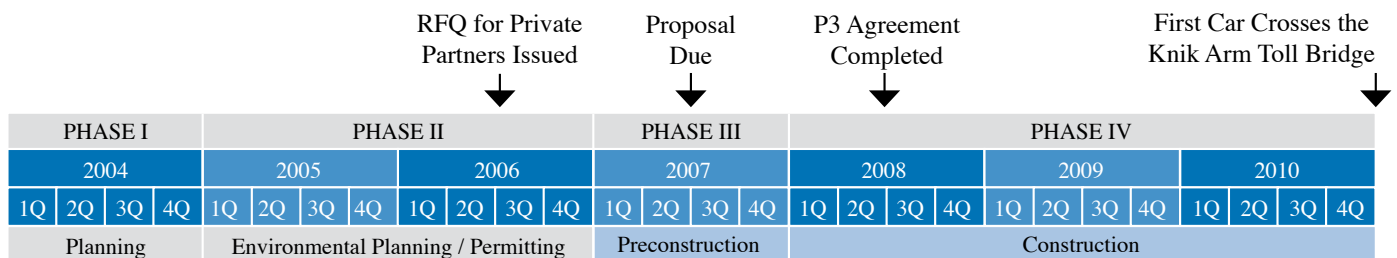 RFQ for Private
Partners Issued
Proposal
Due
P3 Agreement
Completed
First Car Crosses the
Knik Arm Toll Bridge
PHASE I PHASE II PHASE III PHASE IV
2004 2005 2006 2007 2008 2009 2010
1Q 2Q 3Q 4Q 1Q 2Q 3Q 4Q 1Q 2Q 3Q 4Q 1Q 2Q 3Q 4Q 1Q 2Q 3Q 4Q 1Q 2Q 3Q 4Q 1Q 2Q 3Q 4Q
Planning Environmental Planning / Permitting Preconstruction Construction